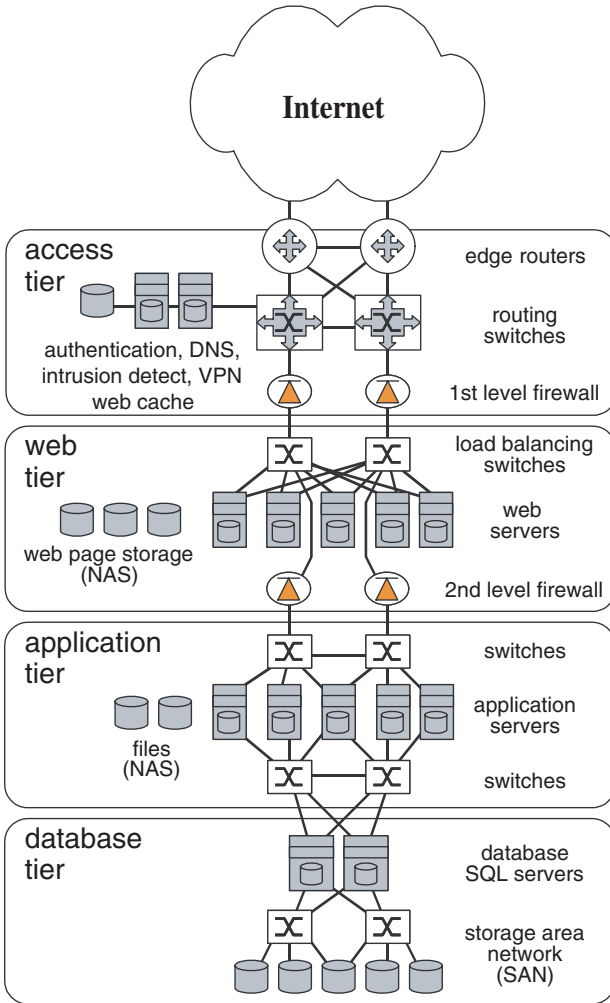 Internet
access
tier
edge routers
routing
switches
authentication, DNS,
intrusion detect, VPN
web cache
1st level firewall
web
tier
load balancing
switches
web
servers
web page storage
(NAS)
2nd level firewall
application
tier
switches
application
servers
files
(NAS)
switches
database
tier
database
SQL servers
storage area
network
(SAN)